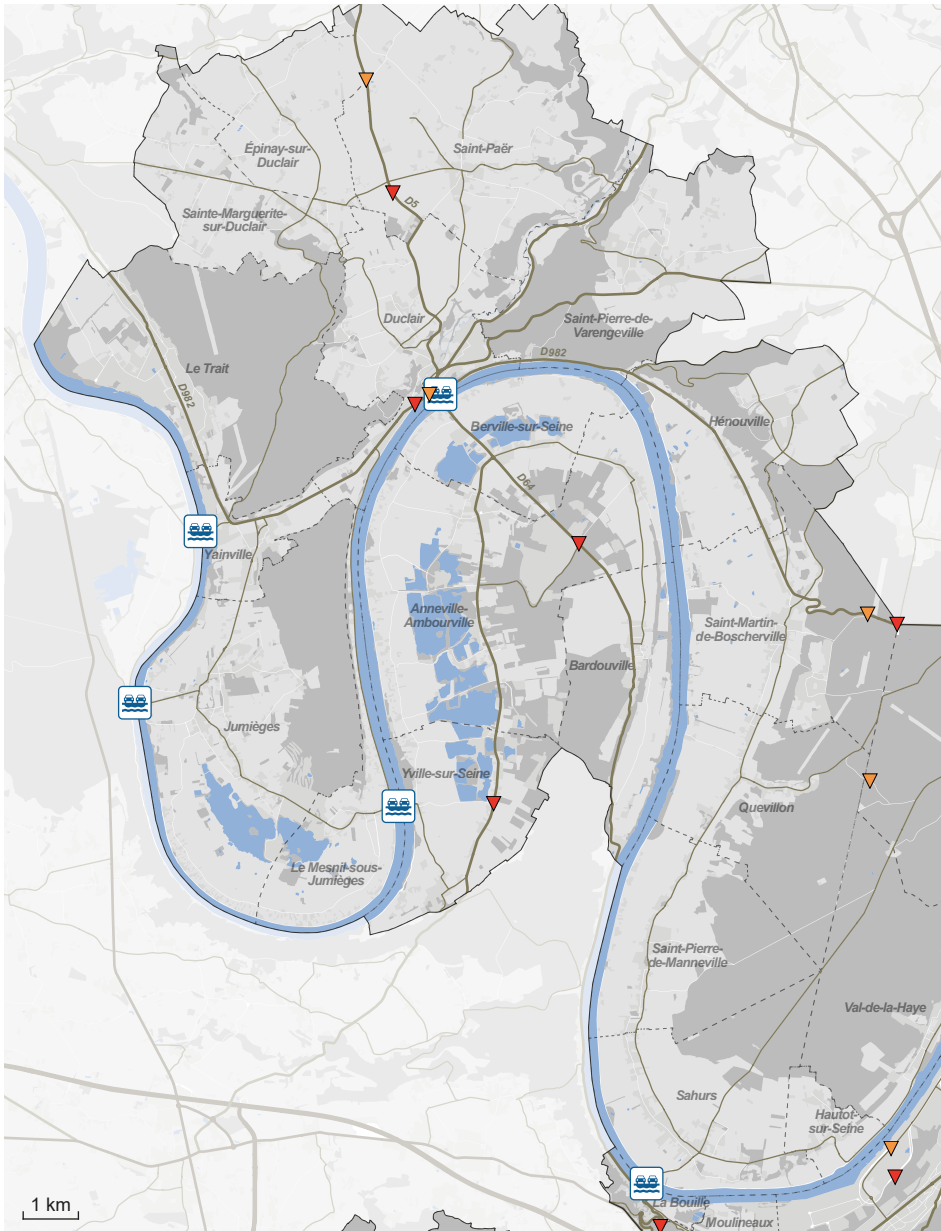 Épinay-sur-
Duclair
Saint-Paër
D5
Sainte-Marguerite-
sur-Duclair
Duclair
Saint-Pierre-de-
Varengeville
D982
Le Trait
D982
Hénouville
Berville-sur-Seine
D64
Yainville
Anneville-
Ambourville
Saint-Martin-
de-Boscherville
Bardouville
Jumièges
Yville-sur-Seine
Quevillon
Le Mesnil-sous-
Jumièges
Saint-Pierre-
de-Manneville
Val-de-la-Haye
Sahurs
Hautot-
sur-Seine
La Bouille
Moulineaux
1 km